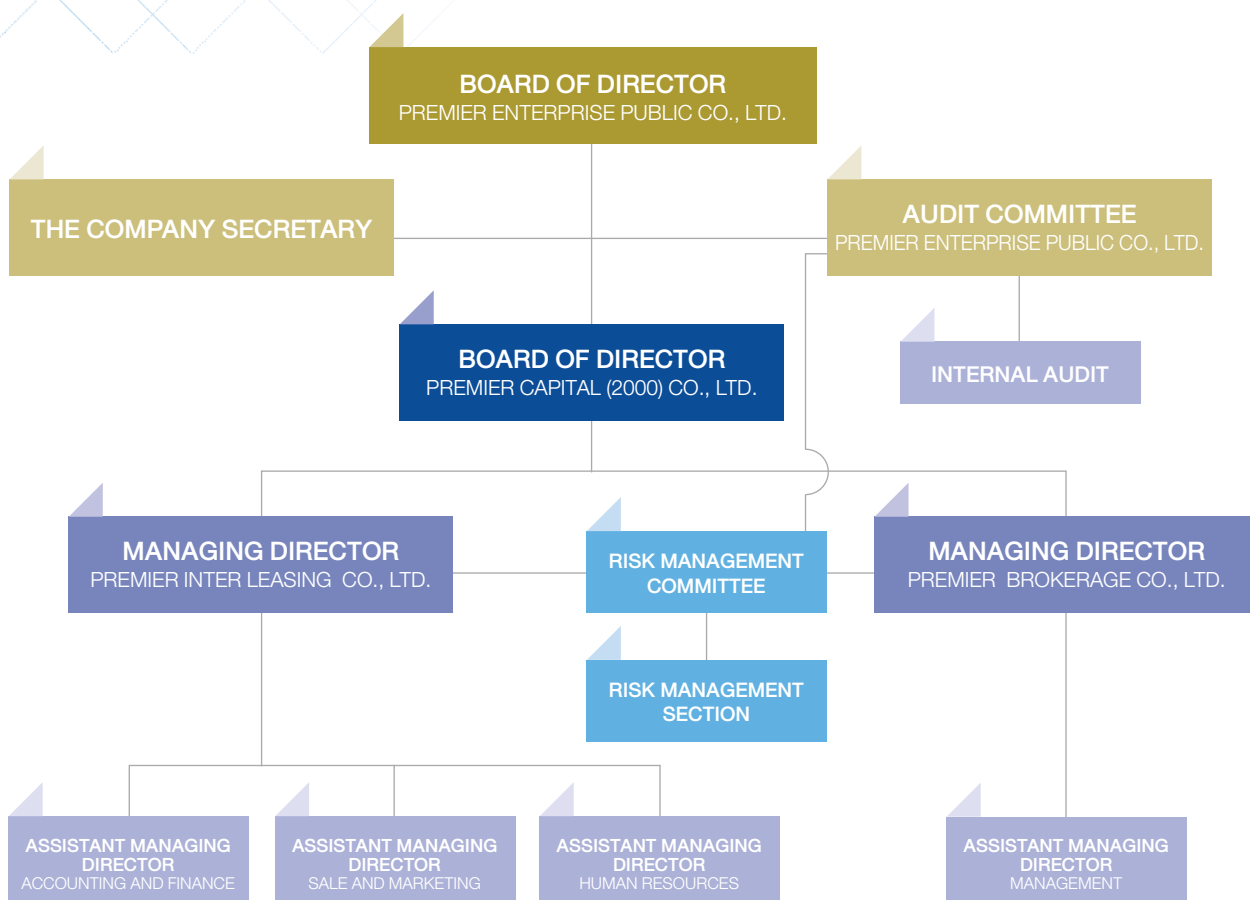 BOARD OF DIRECTOR
PREMIER ENTERPRISE PUBLIC CO., LTD.
THE COMPANY SECRETARY
AUDIT COMMITTEE
PREMIER ENTERPRISE PUBLIC CO., LTD.
BOARD OF DIRECTOR
PREMIER CAPITAL (2000) CO., LTD.
INTERNAL AUDIT
MANAGING DIRECTOR
PREMIER INTER LEASING CO., LTD.
RISK MANAGEMENT
COMMITTEE
MANAGING DIRECTOR
PREMIER BROKERAGE CO., LTD.
RISK MANAGEMENT
SECTION
ASSISTANT MANAGING
DIRECTOR
ACCOUNTING AND FINANCE
ASSISTANT MANAGING
DIRECTOR
SALE AND MARKETING
ASSISTANT MANAGING
DIRECTOR
HUMAN RESOURCES
ASSISTANT MANAGING
DIRECTOR
MANAGEMENT